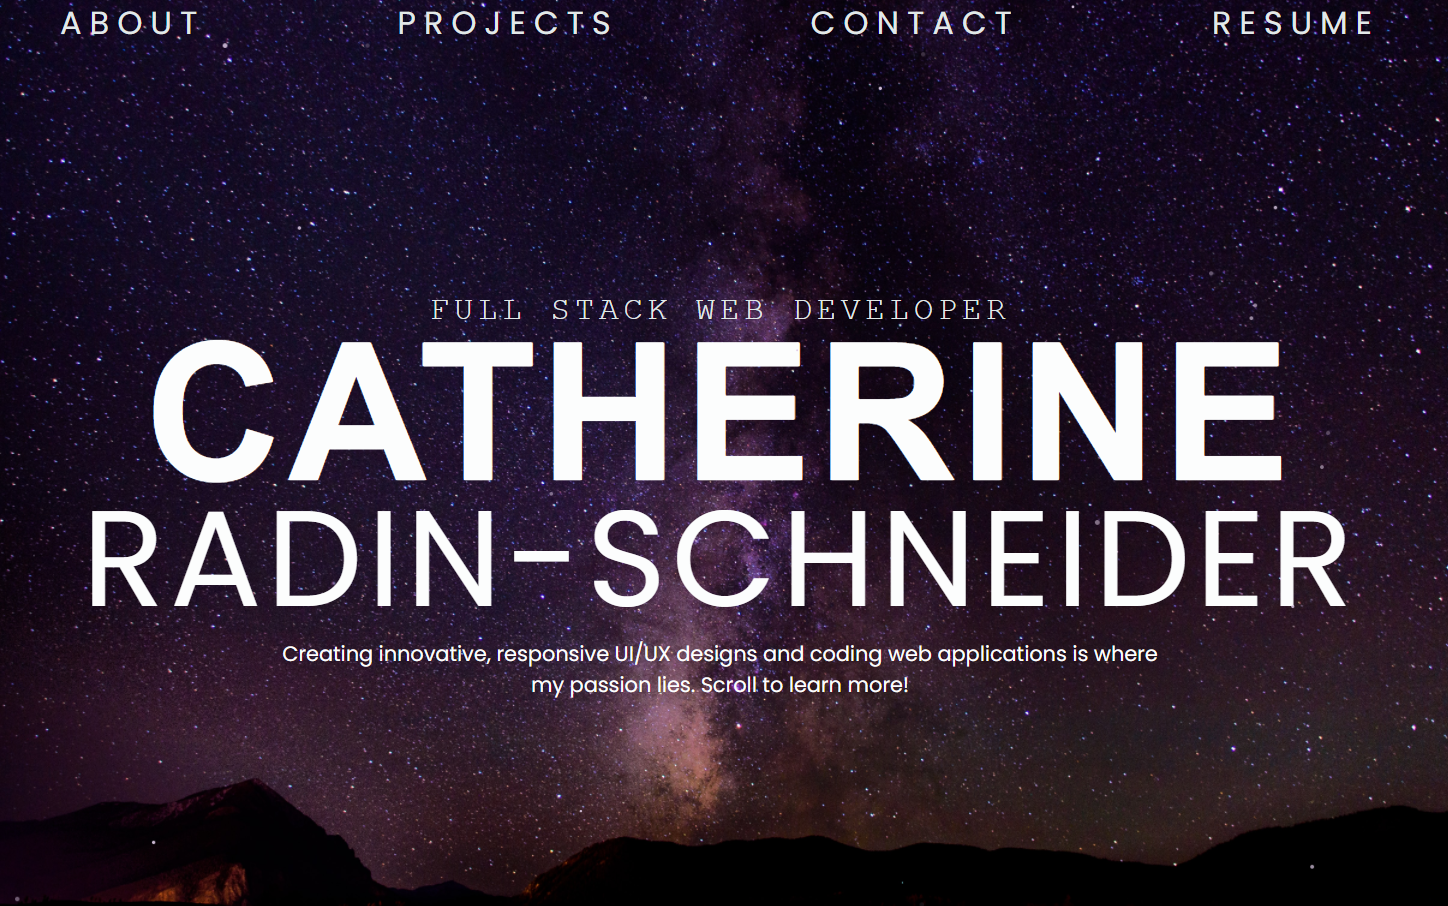 ABOUT PROJECTS CONTACT RESUME
FULL STACK WEB DEVELOPER
CATHERINE
RADIN-SCHNEIDER
Creating innovative, responsive UI/UX designs and coding web applications is where
my passion lies. Scroll to learn more!